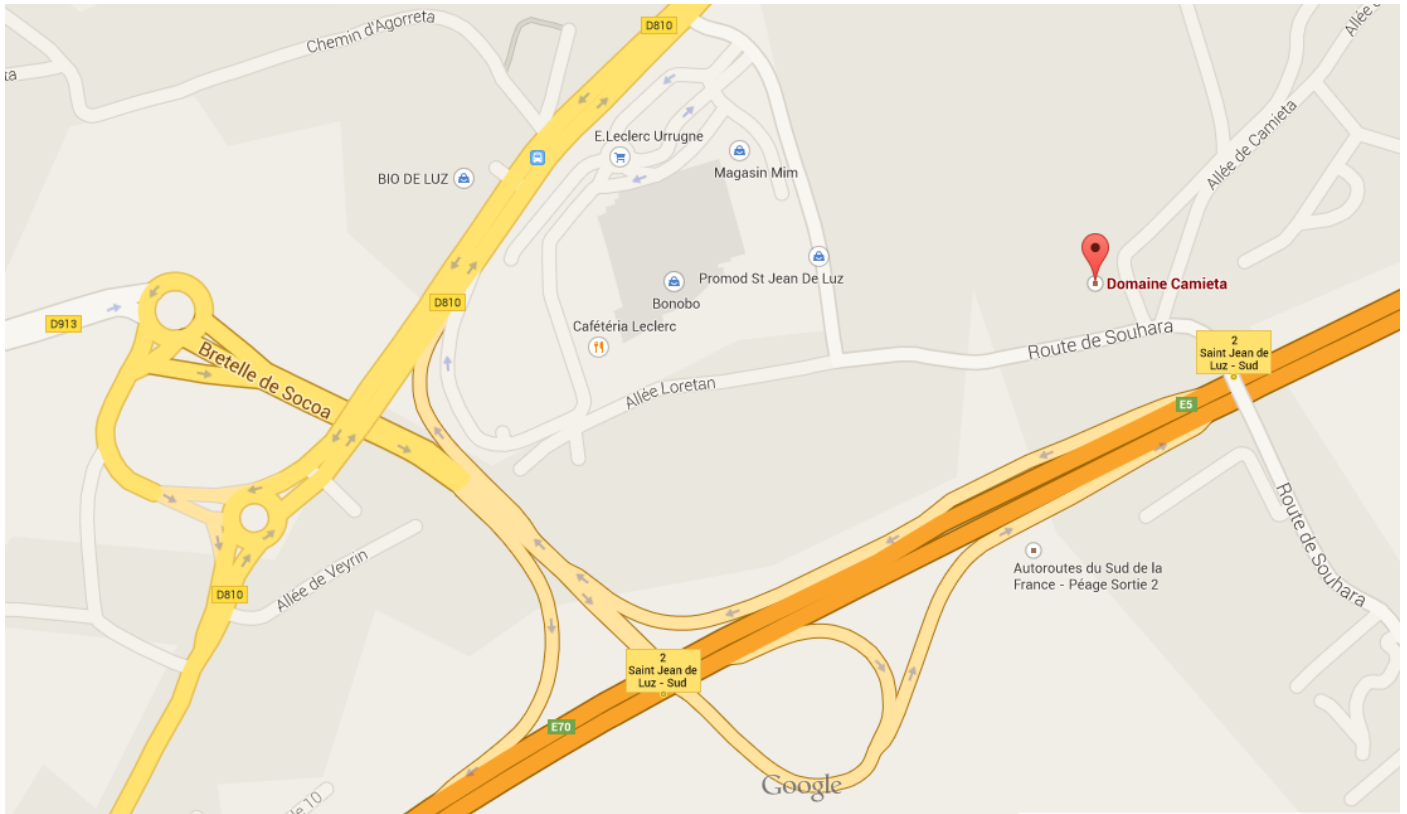 D810
Chemin d'Agorreta
ta
Allée de Camieta
E.Leclerc Urrugne
Magasin Mim
BIO DE LUZ
Promod St Jean De Luz
Bonobo
Domaine Camieta
D810
D913
Cafétéria Leclerc
Bretelle de Socoa
Route de Souhara
2
Saint Jean de
Luz - Sud
Allée Loretan
E5
Route de Souhara
Autoroutes du Sud de la
France - Péage Sortie 2
Allée de Veyrin
D810
2
Saint Jean de
Luz - Sud
E70
Google
10